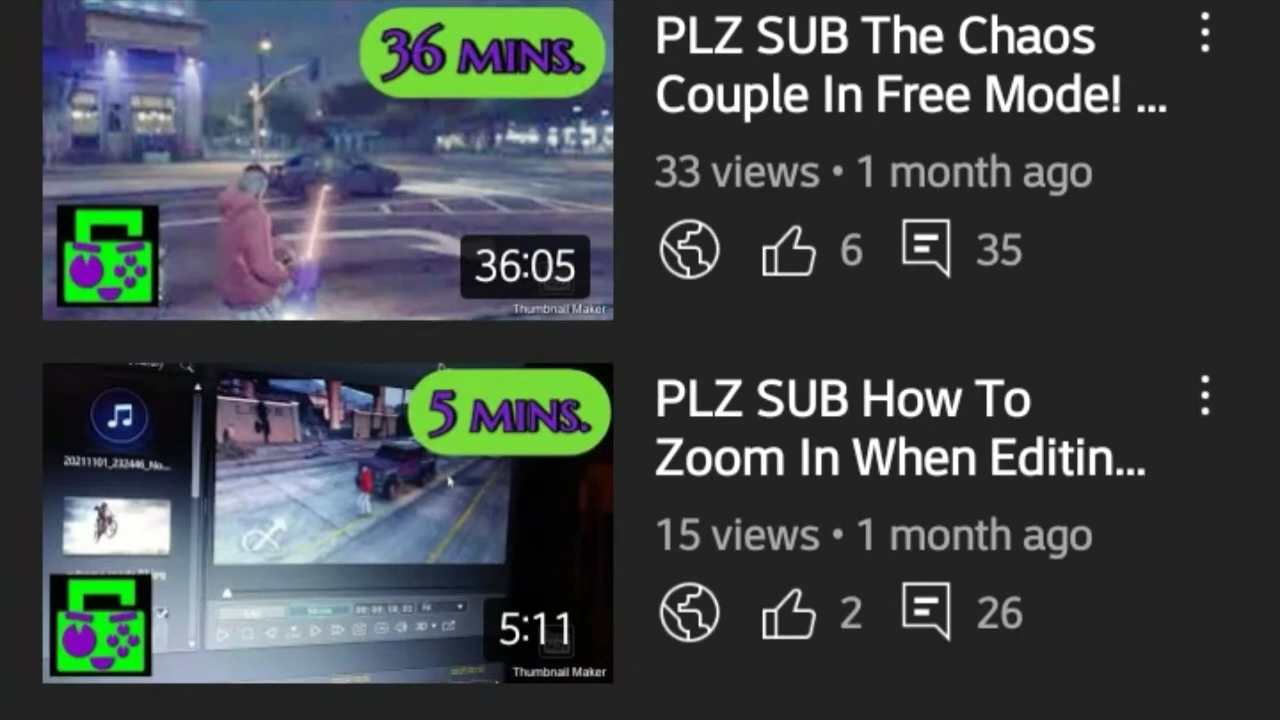 36 MINS.
36:05
Thumbnail Maker
PLZ SUB The Chaos
Couple In Free Mode! ...
33 views • 1 month ago
6 35
5 MINS.
20211101_232446_No...
5:11
Thumbnail Maker
PLZ SUB How To
Zoom In When Editin...
15 views • 1 month ago
2 26